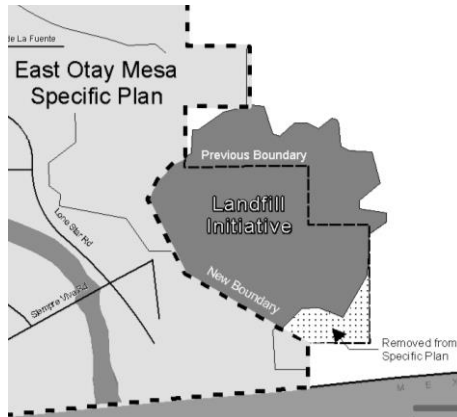 de La Fuente
East Otay Mesa
Specific Plan
Previous Boundary
Landfill
Initiative
Lone Star Rd
New Boundary
Siempre Viva Rd
Removed from
Specific Plan
M E X